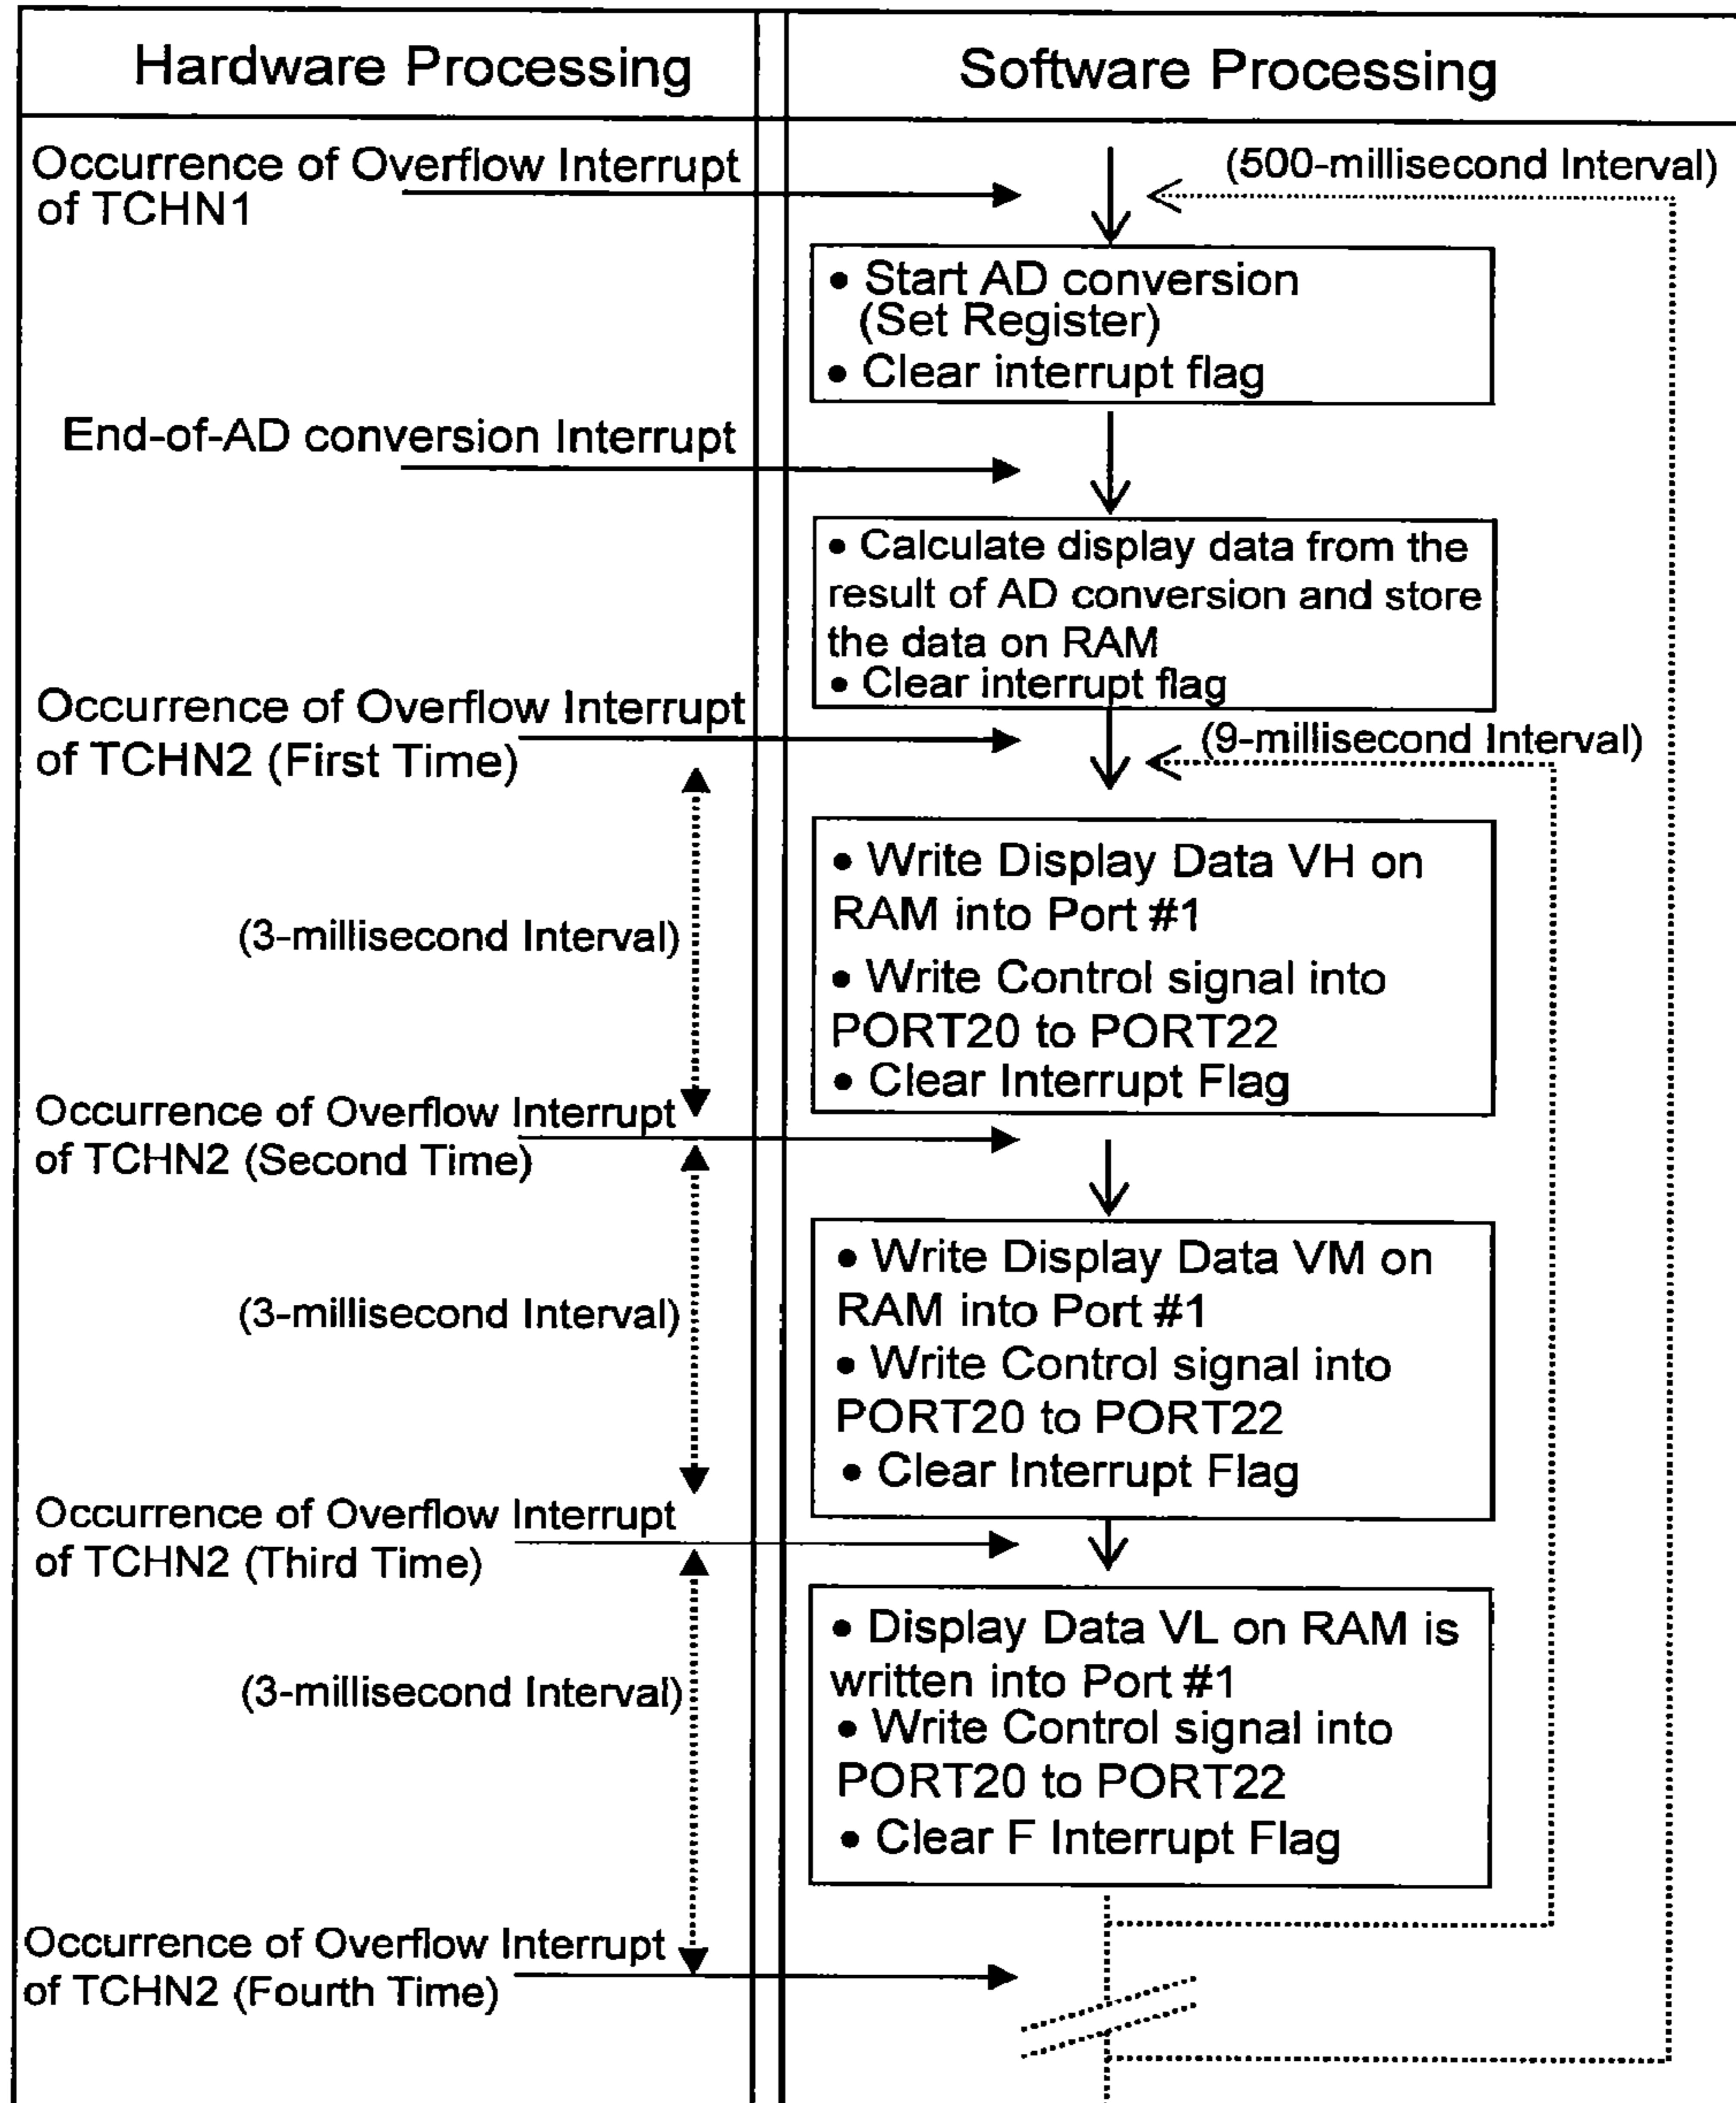 Hardware Processing
Software Processing
Occurrence of Overflow Interrupt
of TCHN1
(500-millisecond Interval)
• Start AD conversion
(Set Register)
• Clear interrupt flag
End-of-AD conversion Interrupt
• Calculate display data from the
result of AD conversion and store
the data on RAM
• Clear interrupt flag
Occurrence of Overflow Interrupt
of TCHN2 (First Time)
(9-millisecond Interval)
(3-millisecond Interval)
• Write Display Data VH on
RAM into Port #1
• Write Control signal into
PORT20 to PORT22
• Clear Interrupt Flag
Occurrence of Overflow Interrupt
of TCHN2 (Second Time)
(3-millisecond Interval)
• Write Display Data VM on
RAM into Port #1
• Write Control signal into
PORT20 to PORT22
• Clear Interrupt Flag
Occurrence of Overflow Interrupt
of TCHN2 (Third Time)
(3-millisecond Interval)
• Display Data VL on RAM is
written into Port #1
• Write Control signal into
PORT20 to PORT22
• Clear F Interrupt Flag
Occurrence of Overflow Interrupt
of TCHN2 (Fourth Time)